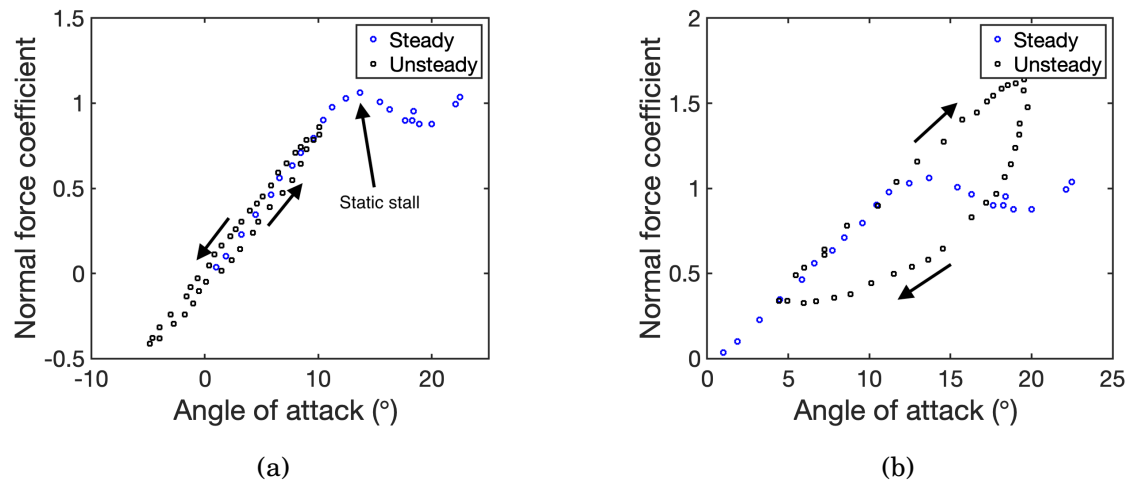 1.5
1
0.5
0
-0.5
-10
0
10
20
Normal force coefficient
Angle of attack (°)
Steady
Unsteady
Static stall
(a)
2
1.5
1
0.5
0
0
5
10
15
20
25
Normal force coefficient
Angle of attack (°)
Steady
Unsteady
(b)